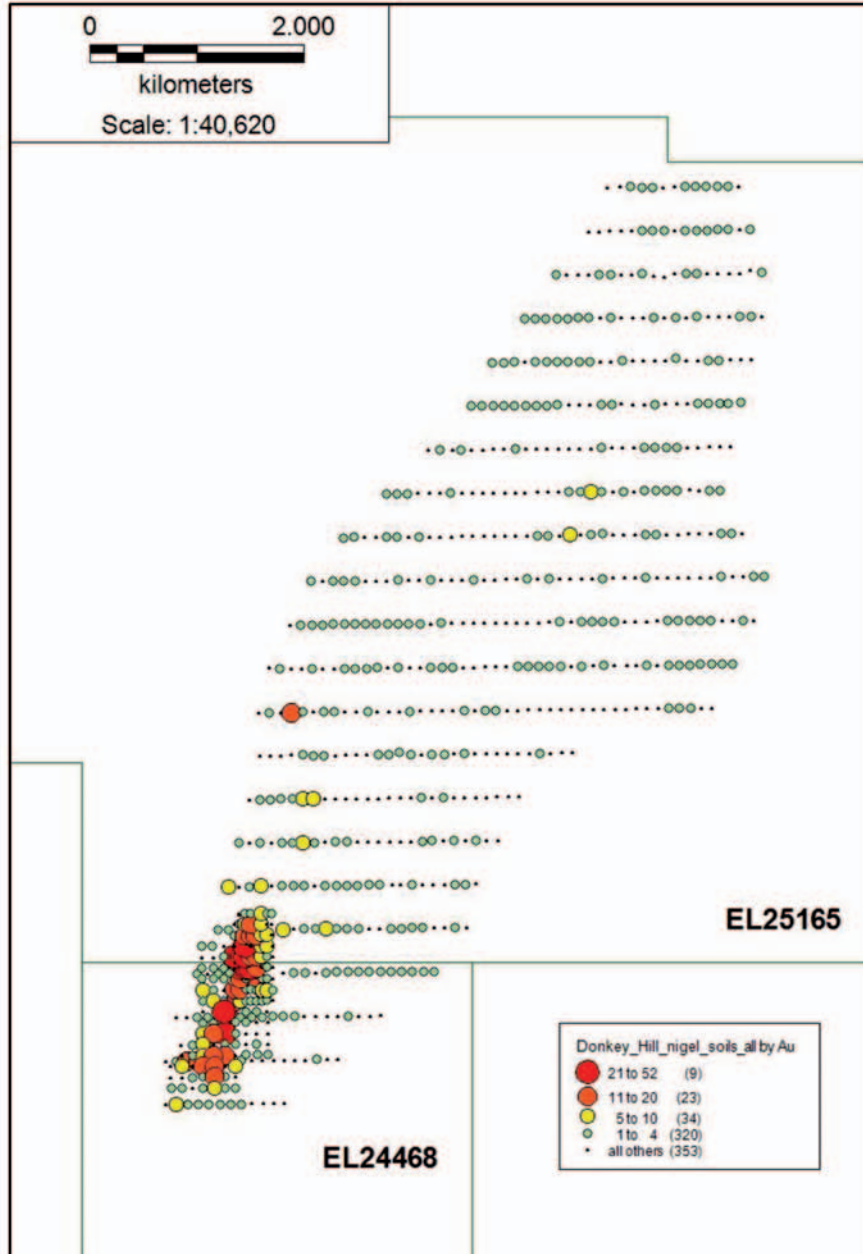 0 2.000
kilometers
Scale: 1:40,620
EL25165
Donkey_Hill_nigel_soils_all by Au
21 to 52 (9)
11 to 20 (23)
5 to 10 (34)
1 to 4 (320)
all others (353)
EL24468